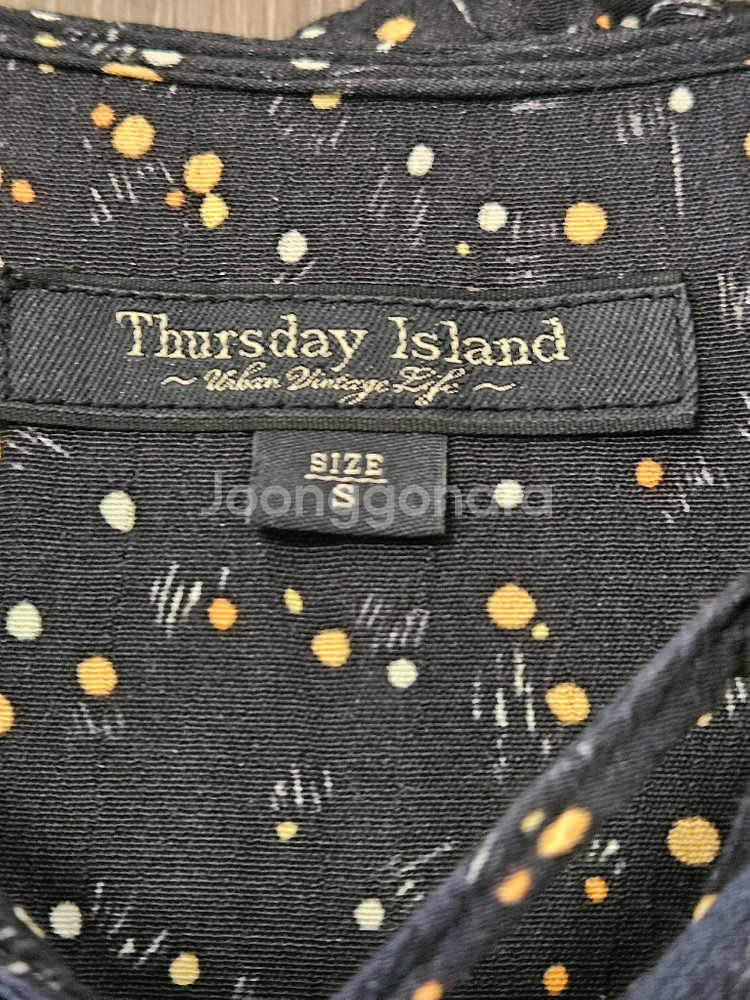 Thursday Island
~ Urban Vintage Life ~
SIZE
S
Joonggonara